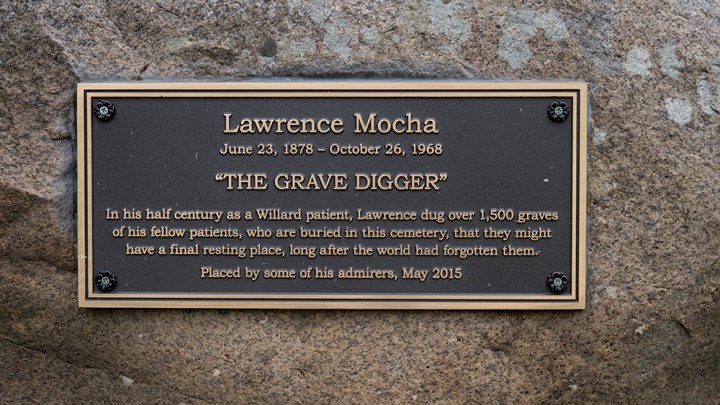 Lawrence Mocha
June 23, 1878 – October 26, 1968
“THE GRAVE DIGGER”
In his half century as a Willard patient, Lawrence dug over 1,500 graves
of his fellow patients, who are buried in this cemetery, that they might
have a final resting place, long after the world had forgotten them.
Placed by some of his admirers, May 2015